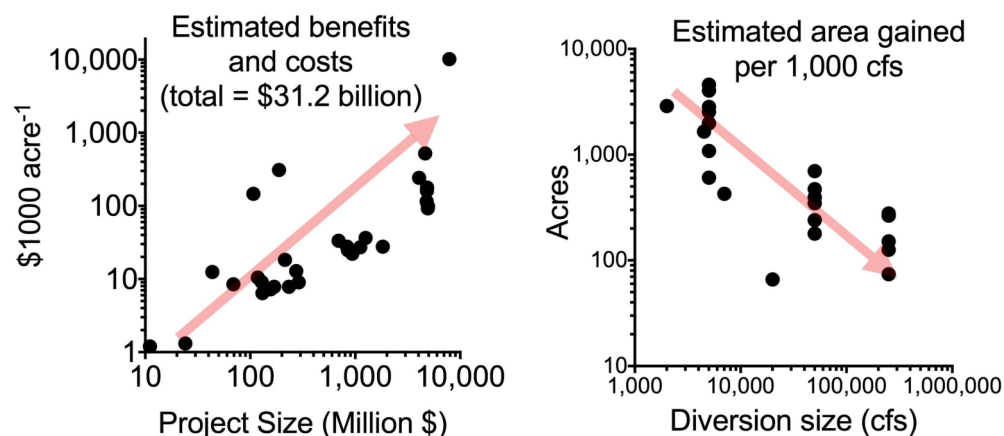 Estimated benefits
and costs
(total = $31.2 billion)
10,000
1,000
100
10
1
$1000 acre⁻¹
10
100
1,000
10,000
Project Size (Million $)
Estimated area gained
per 1,000 cfs
10,000
1,000
100
10
Acres
1,000
10,000
100,000
1,000,000
Diversion size (cfs)